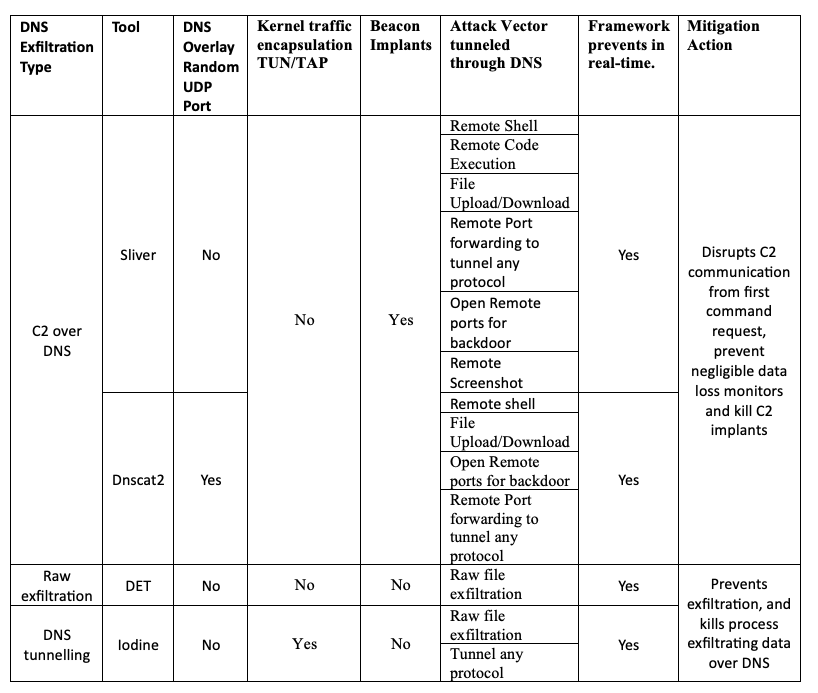 DNS
Exfiltration
Type
Tool
DNS
Overlay
Random
UDP
Port
Kernel traffic
encapsulation
TUN/TAP
Beacon
Implants
Attack Vector
tunneled
through DNS
Framework
prevents in
real-time.
Mitigation
Action
C2 over
DNS
Sliver
No
No
Yes
Remote Shell
Remote Code
Execution
File
Upload/Download
Remote Port
forwarding to
tunnel any
protocol
Open Remote
ports for
backdoor
Remote
Screenshot
Yes
Disrupts C2
communication
from first
command
request,
prevent
negligible data
loss monitors
and kill C2
implants
Dnscat2
Yes
Remote shell
File
Upload/Download
Open Remote
ports for backdoor
Remote Port
forwarding to
tunnel any
protocol
Yes
Raw
exfiltration
DET
No
No
No
Raw file
exfiltration
Yes
Prevents
exfiltration, and
kills process
exfiltrating data
over DNS
DNS
tunnelling
Iodine
No
Yes
No
Raw file
exfiltration
Tunnel any
protocol
Yes